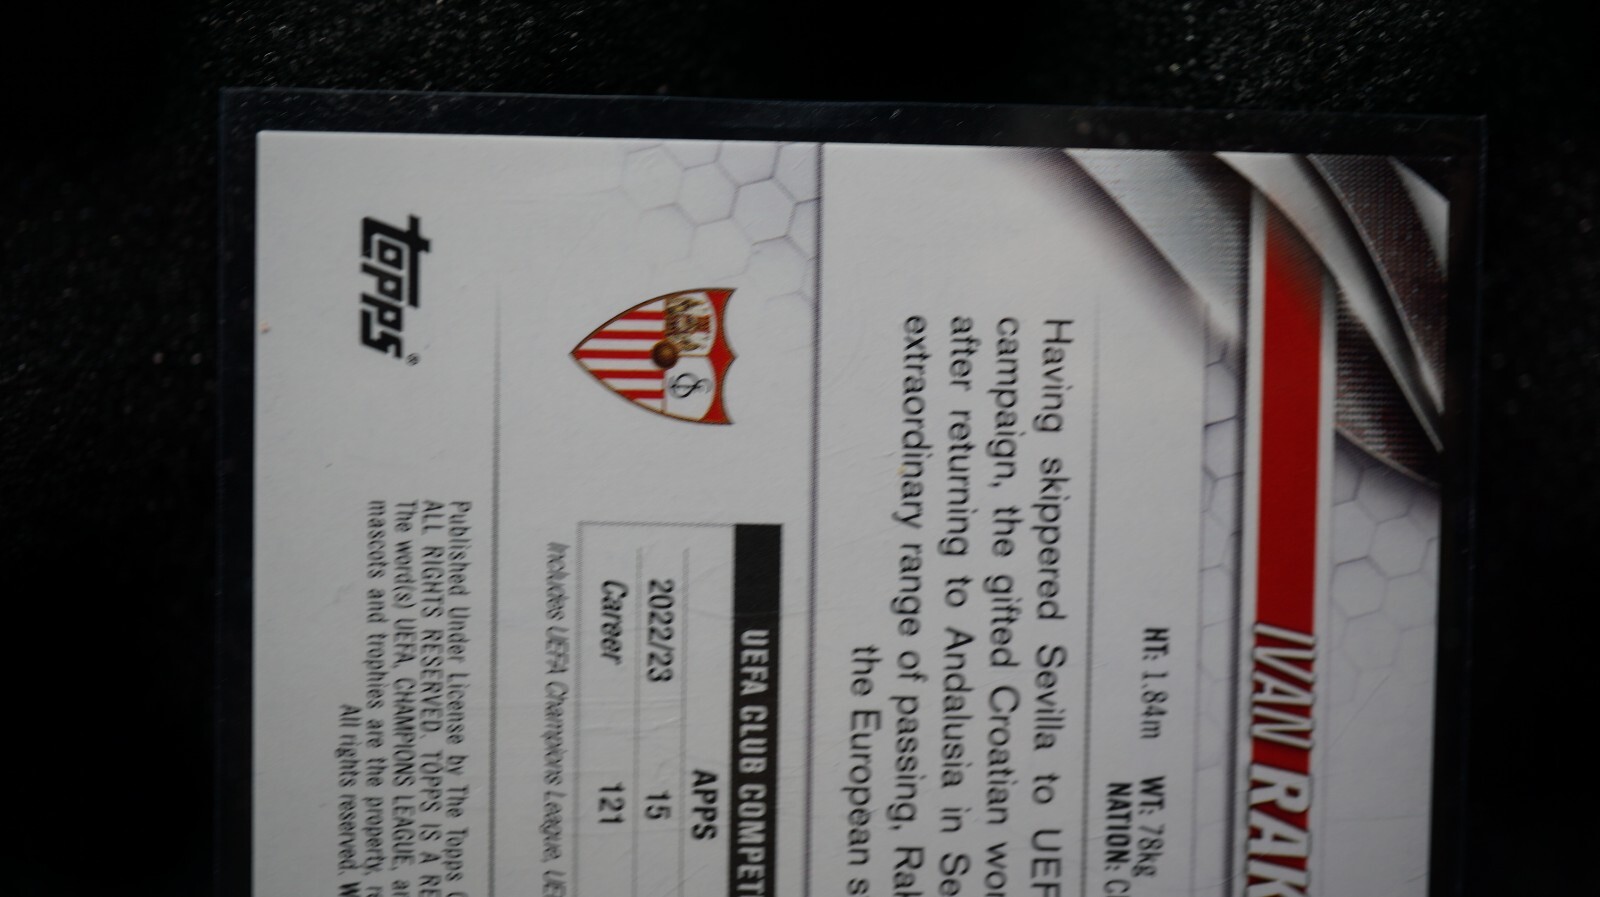 IVAN RAK
HT: 1.84m WT: 78kg
NATION: C
Having skippered Sevilla to UEF
campaign, the gifted Croatian wor
after returning to Andalusia in Se
extraordinary range of passing, Rak
the European s
UEFA CLUB COMPET
APPS
2022/23 15
Career 121
Includes UEFA Champions League, UE
topps®
Published Under License by The Topps C
ALL RIGHTS RESERVED. TOPPS IS A RE
The word(s) UEFA, CHAMPIONS LEAGUE, an
mascots and trophies are the property, re
All rights reserved. W